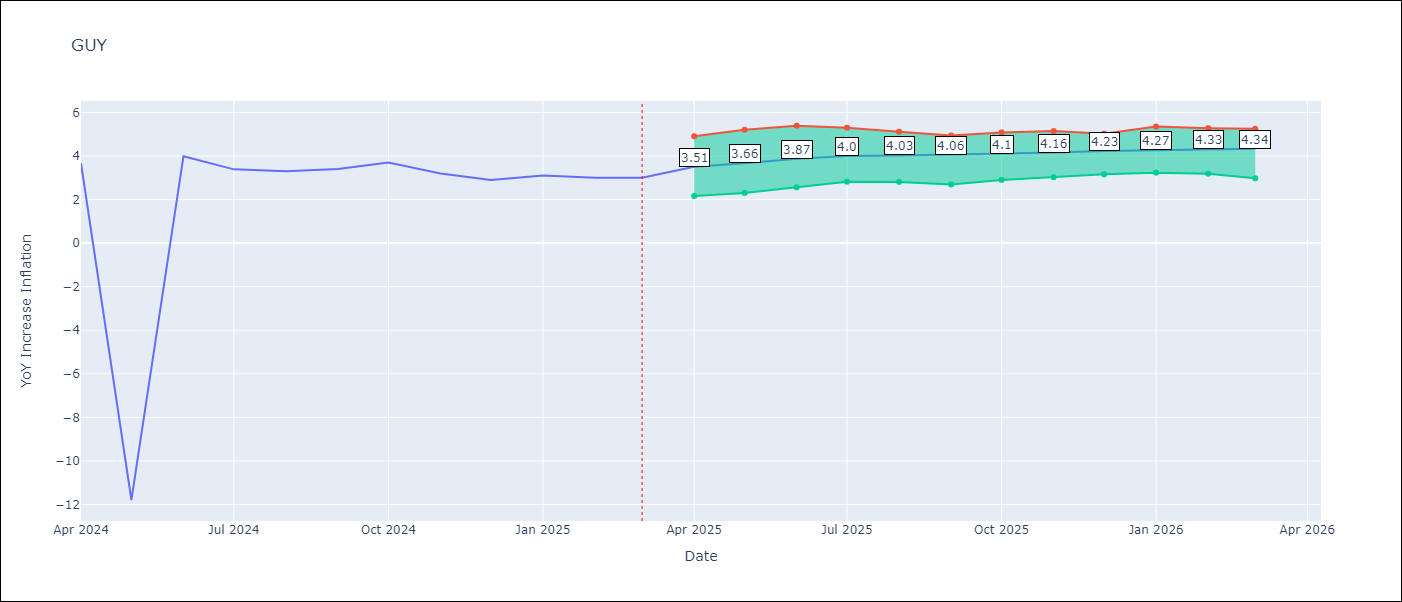 GUY
YoY Increase Inflation
6
4
2
0
−2
−4
−6
−8
−10
−12
3.51 3.66 3.87 4.0 4.03 4.06 4.1 4.16 4.23 4.27 4.33 4.34
Apr 2024 Jul 2024 Oct 2024 Jan 2025 Apr 2025 Jul 2025 Oct 2025 Jan 2026 Apr 2026
Date